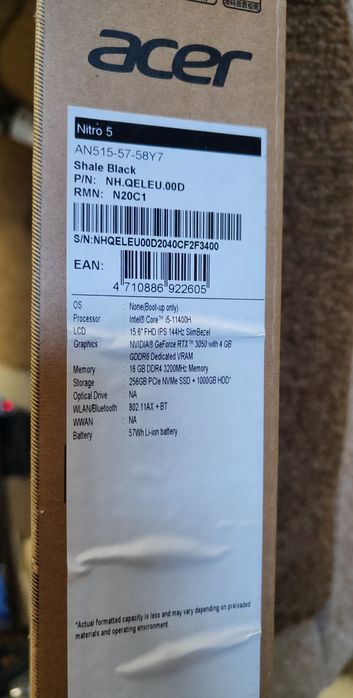 acer
Nitro 5
AN515-57-58Y7
Shale Black
P/N: NH.QELEU.00D
RMN: N20C1
S/N:NHQELEU00D2040CF2F3400
EAN:
4 710886 922605
OS : None(Boot-up only)
Processor : Intel® Core™ i5-11400H
LCD : 15.6" FHD IPS 144Hz SlimBezel
Graphics : NVIDIA® GeForce RTX™ 3050 with 4 GB
GDDR6 Dedicated VRAM
Memory : 16 GB DDR4 3200MHz Memory
Storage : 256GB PCIe NVMe SSD + 1000GB HDD*
Optical Drive : NA
WLAN/Bluetooth : 802.11AX + BT
WWAN : NA
Battery : 57Wh Li-ion battery
*Actual formatted capacity is less and may vary depending on preloaded
materials and operating environment.